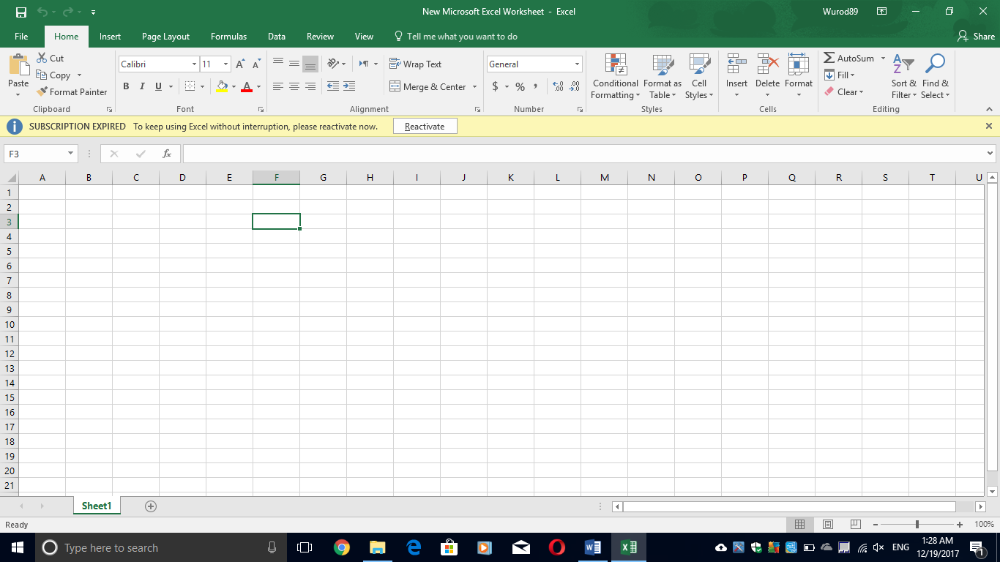 New Microsoft Excel Worksheet - Excel
Wurod89
File Home Insert Page Layout Formulas Data Review View Tell me what you want to do Share
Paste
Cut
Copy
Format Painter
Clipboard
Calibri 11
A A
B I U A
Font
Wrap Text
Merge & Center
Alignment
General
$ % ,
.00 .0
Number
Conditional Formatting
Format as Table
Cell Styles
Styles
Insert Delete Format
Cells
AutoSum
Fill
Clear
Sort & Filter
Find & Select
Editing
SUBSCRIPTION EXPIRED To keep using Excel without interruption, please reactivate now. Reactivate
F3 fx
A B C D E F G H I J K L M N O P Q R S T U
1
2
3
4
5
6
7
8
9
10
11
12
13
14
15
16
17
18
19
20
21
Sheet1
Ready 100%
Type here to search
ENG
1:28 AM
12/19/2017
1